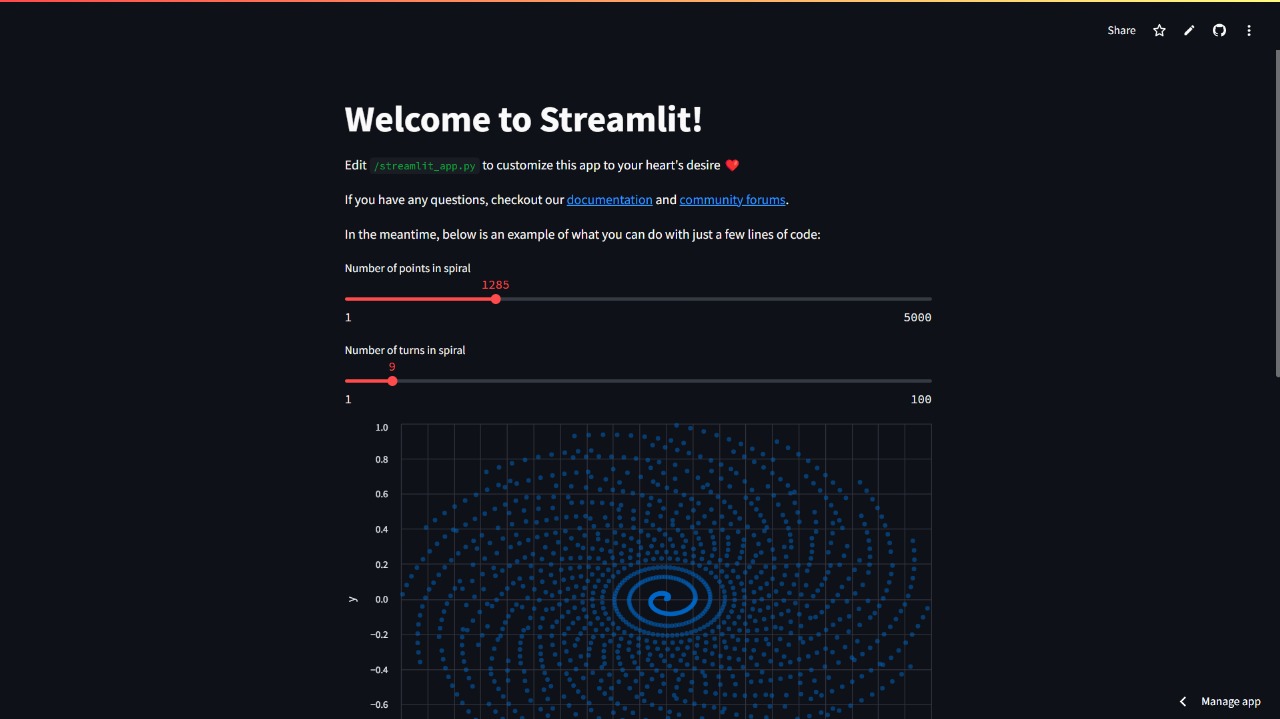 Share
Welcome to Streamlit!
Edit /streamlit_app.py to customize this app to your heart's desire ❤️
If you have any questions, checkout our documentation and community forums.
In the meantime, below is an example of what you can do with just a few lines of code:
Number of points in spiral
1285
1 5000
Number of turns in spiral
9
1 100
1.0
0.8
0.6
0.4
0.2
0.0
y
−0.2
−0.4
−0.6
Manage app